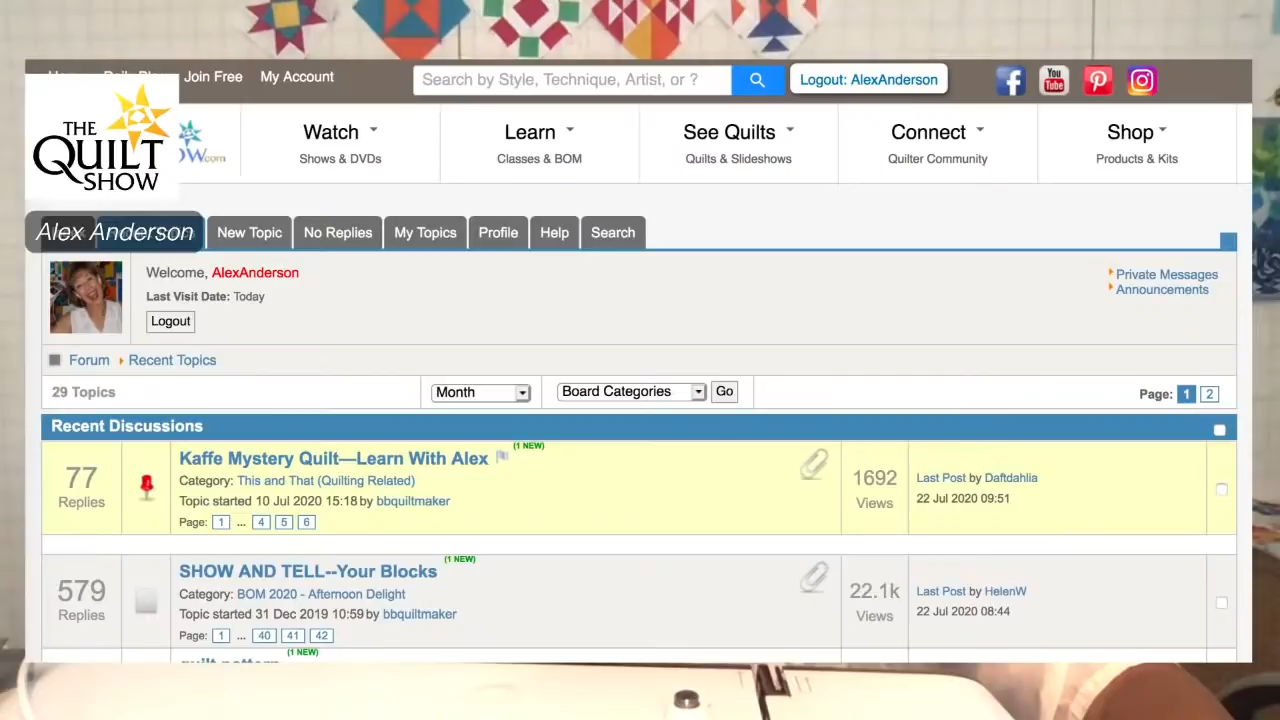 Join Free My Account Search by Style, Technique, Artist, or ? Logout: AlexAnderson You Tube
THE QUILT SHOW
.com
Watch Learn See Quilts Connect Shop
Shows & DVDs Classes & BOM Quilts & Slideshows Quilter Community Products & Kits
Alex Anderson New Topic No Replies My Topics Profile Help Search
Welcome, AlexAnderson
Last Visit Date: Today
Logout
Private Messages
Announcements
Forum Recent Topics
29 Topics Month Board Categories Go Page: 1 2
Recent Discussions
77 Replies
Kaffe Mystery Quilt—Learn With Alex (1 NEW)
Category: This and That (Quilting Related)
Topic started 10 Jul 2020 15:18 by bbquiltmaker
Page: 1 ... 4 5 6
1692 Views
Last Post by Daftdahlia
22 Jul 2020 09:51
579 Replies
SHOW AND TELL--Your Blocks (1 NEW)
Category: BOM 2020 - Afternoon Delight
Topic started 31 Dec 2019 10:59 by bbquiltmaker
Page: 1 ... 40 41 42
22.1k Views
Last Post by HelenW
22 Jul 2020 08:44
(1 NEW)